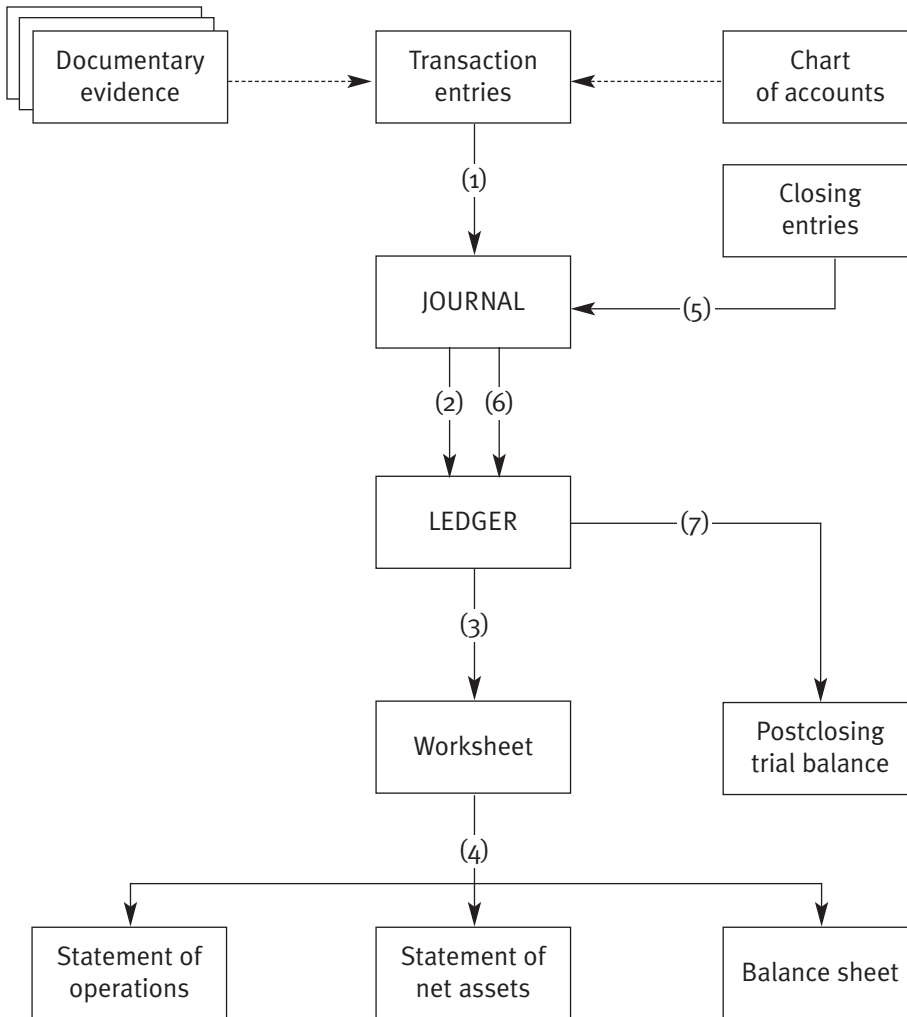 Documentary
evidence
Transaction
entries
Chart
of accounts
(1)
Closing
entries
JOURNAL
(5)
(2)
(6)
LEDGER
(7)
(3)
Worksheet
Postclosing
trial balance
(4)
Statement of
operations
Statement of
net assets
Balance sheet